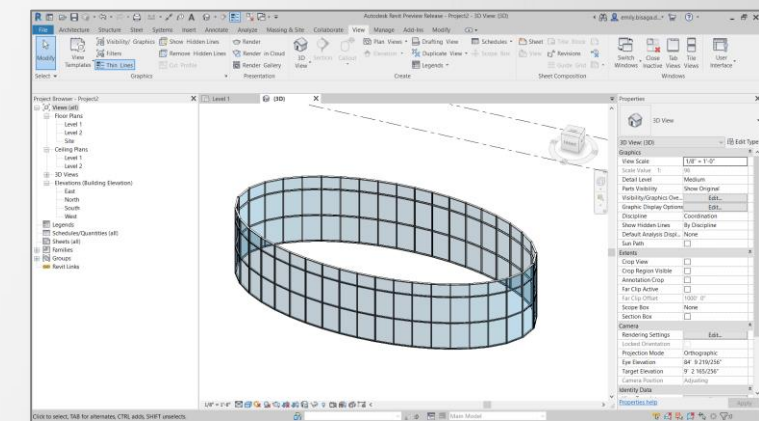 Autodesk Revit Preview Release - Project2 - 3D View: {3D}
emily.bisaga.d...
File Architecture Structure Steel Systems Insert Annotate Analyze Massing & Site Collaborate View Manage Add-Ins Modify
Modify
View Templates
Visibility/ Graphics
Filters
Thin Lines
Show Hidden Lines
Remove Hidden Lines
Cut Profile
Render
Render in Cloud
Render Gallery
3D View
Section
Callout
Plan Views
Elevation
Drafting View
Duplicate View
Legends
Schedules
Scope Box
Sheet
View
Title Block
Revisions
Guide Grid
Switch Windows
Close Inactive
Tab Views
Tile Views
User Interface
Select
Graphics
Presentation
Create
Sheet Composition
Windows
Project Browser - Project2
Views (all)
Floor Plans
Level 1
Level 2
Site
Ceiling Plans
Level 1
Level 2
3D Views
Elevations (Building Elevation)
East
North
South
West
Legends
Schedules/Quantities (all)
Sheets (all)
Families
Groups
Revit Links
Level 1
{3D}
Properties
3D View
3D View: {3D}
Edit Type
Graphics
View Scale 1/8" = 1'-0"
Scale Value 1: 96
Detail Level Medium
Parts Visibility Show Original
Visibility/Graphics Ove... Edit...
Graphic Display Options Edit...
Discipline Coordination
Show Hidden Lines By Discipline
Default Analysis Displ... None
Sun Path
Extents
Crop View
Crop Region Visible
Annotation Crop
Far Clip Active
Far Clip Offset 1000' 0"
Scope Box None
Section Box
Camera
Rendering Settings Edit...
Locked Orientation
Projection Mode Orthographic
Eye Elevation 84' 9 219/256"
Target Elevation 9' 2 165/256"
Camera Position Adjusting
Identity Data
Properties help
Apply
1/8" = 1'-0"
Click to select, TAB for alternates, CTRL adds, SHIFT unselects.
Main Model